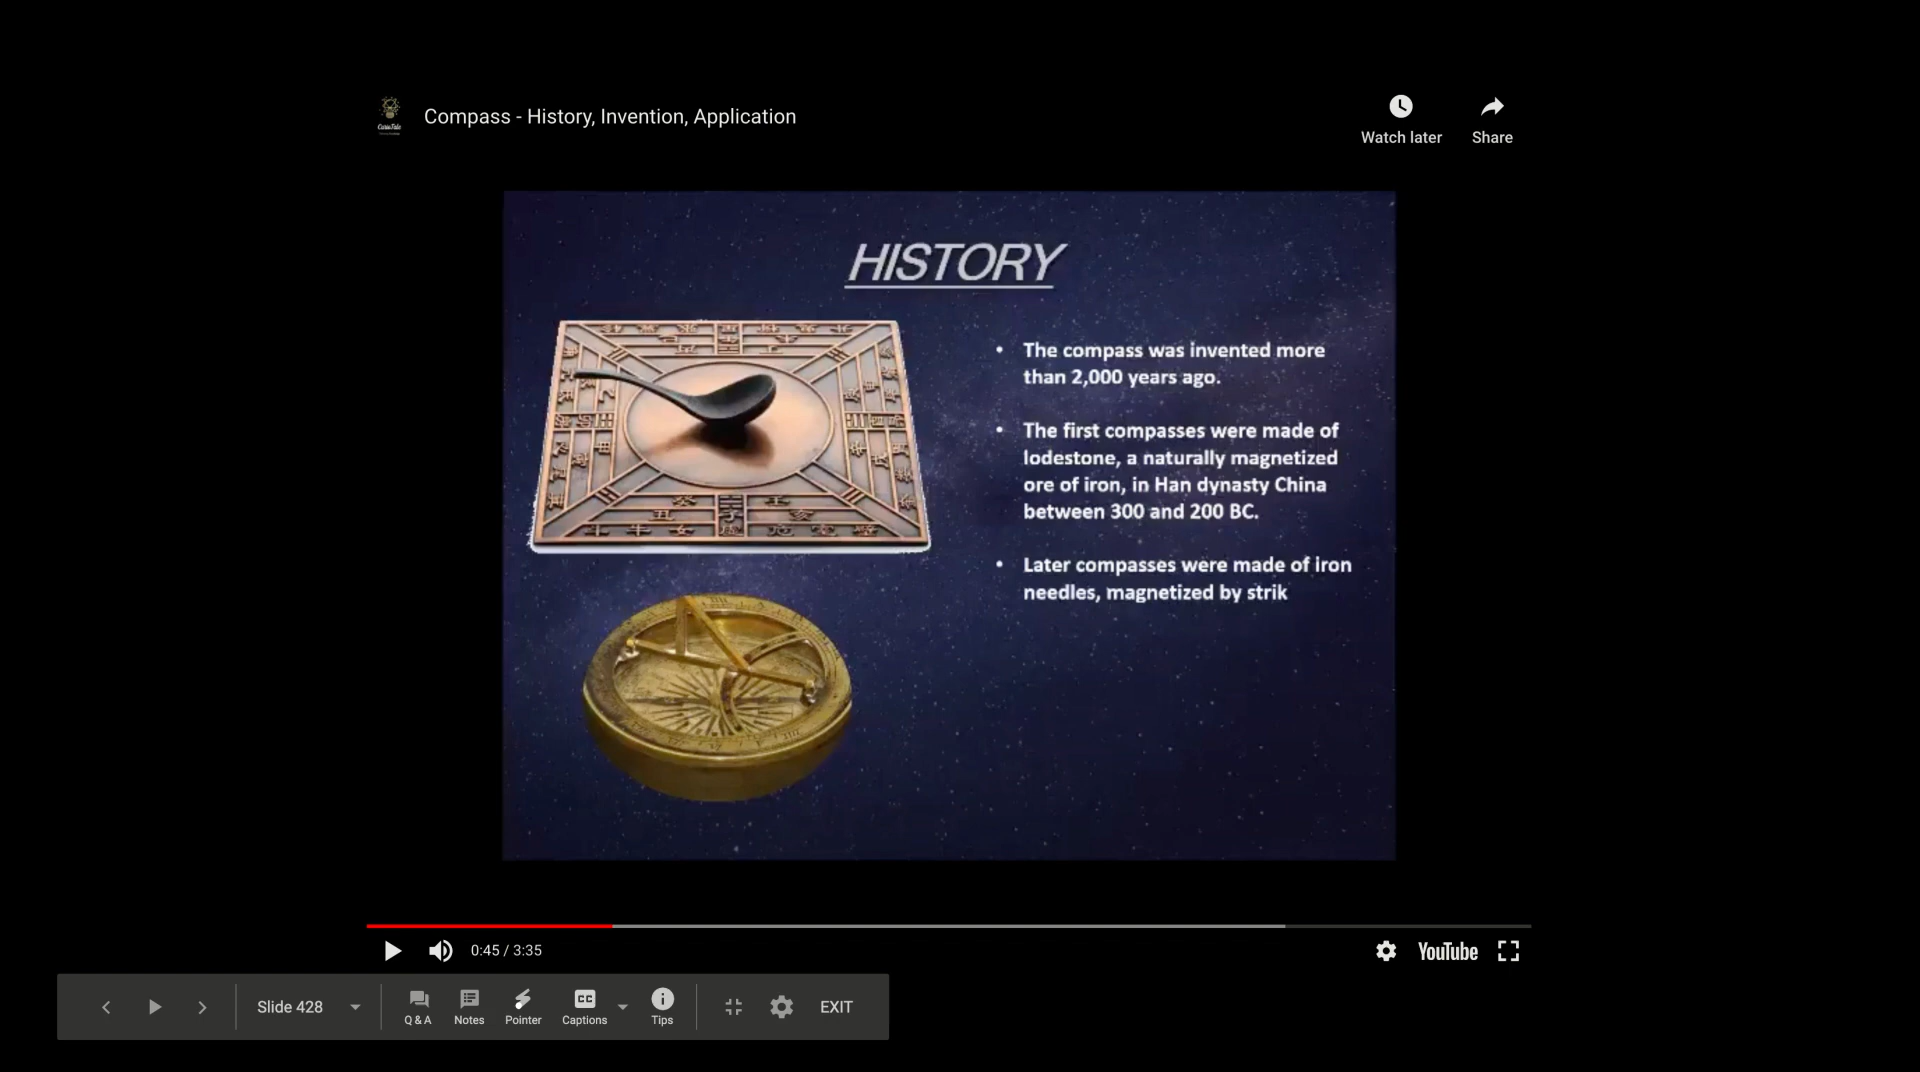 Compass - History, Invention, Application
Watch later
Share
HISTORY
• The compass was invented more
than 2,000 years ago.
• The first compasses were made of
lodestone, a naturally magnetized
ore of iron, in Han dynasty China
between 300 and 200 BC.
• Later compasses were made of iron
needles, magnetized by strik
0:45 / 3:35
YouTube
Slide 428
Q & A
Notes
Pointer
CC
Captions
Tips
EXIT